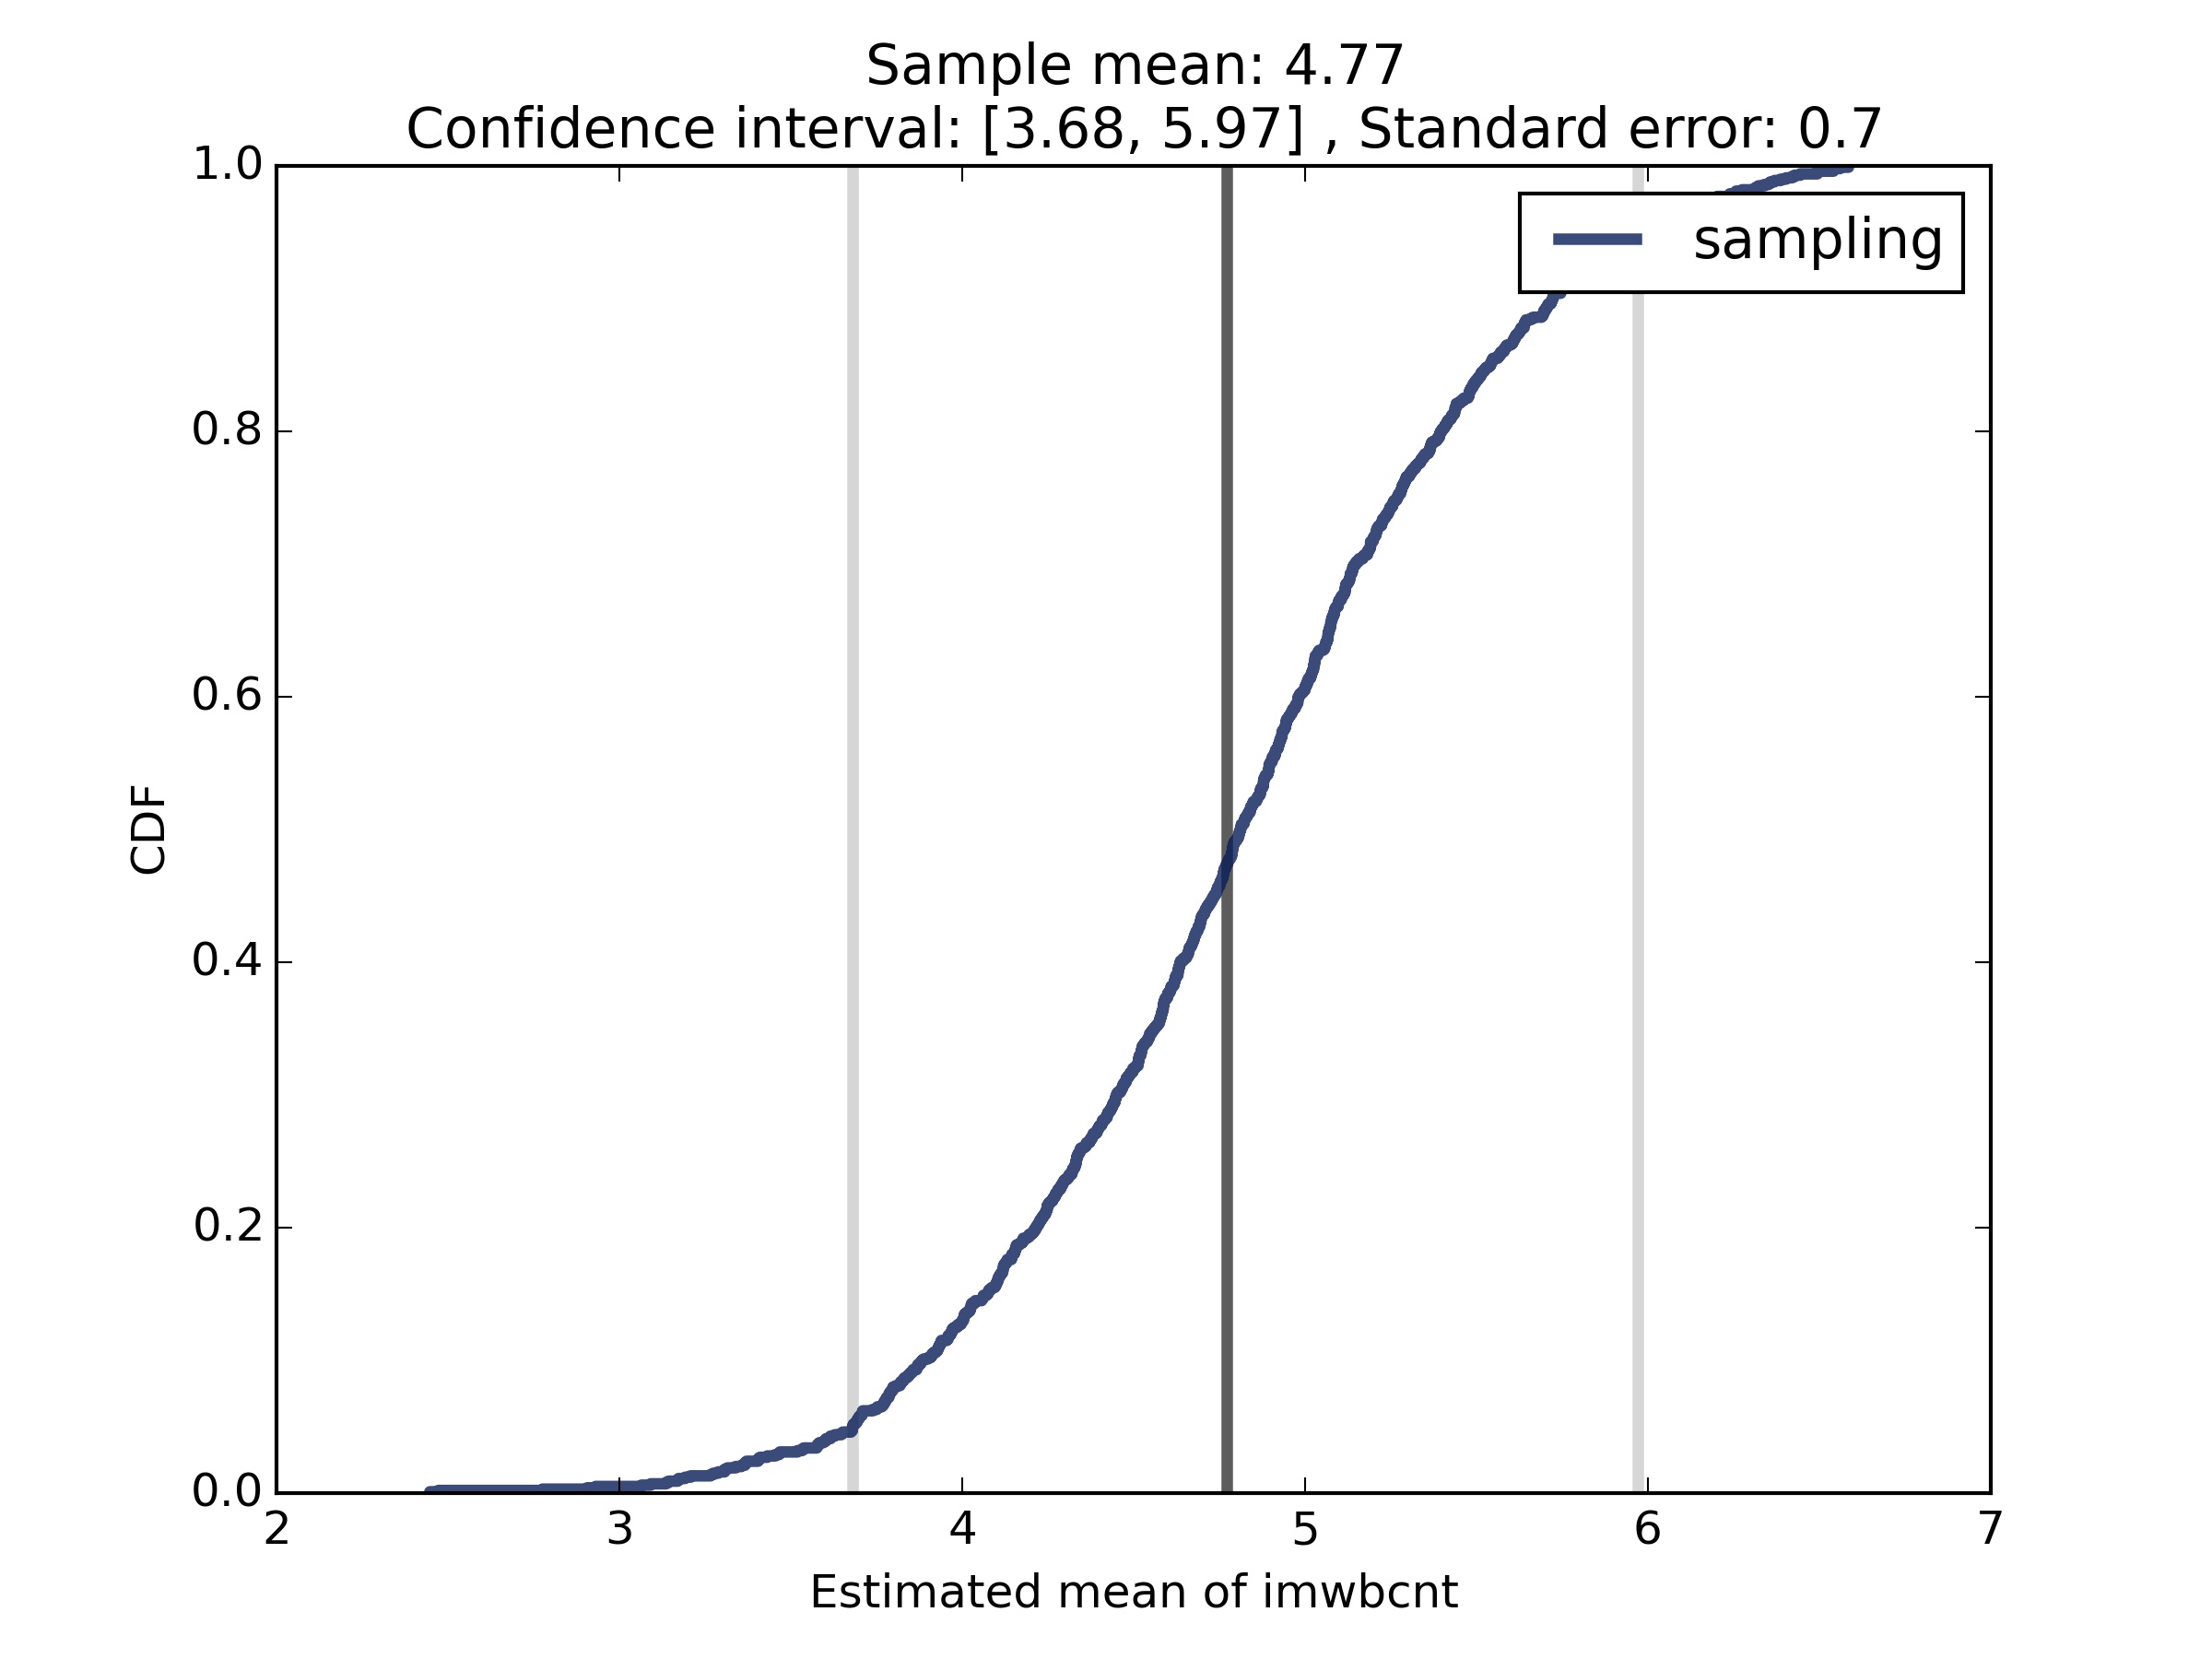 Sample mean: 4.77
Confidence interval: [3.68, 5.97] , Standard error: 0.7
1.0
sampling
0.8
0.6
CDF
0.4
0.2
0.0
2 3 4 5 6 7
Estimated mean of imwbcnt